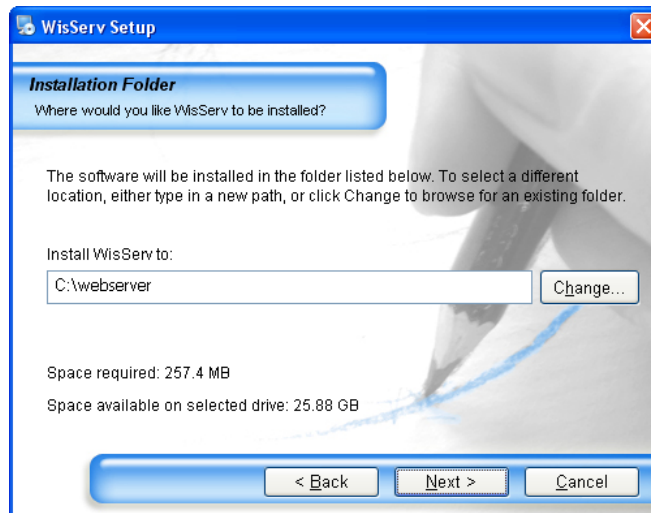 WisServ Setup
Installation Folder
Where would you like WisServ to be installed?
The software will be installed in the folder listed below. To select a different
location, either type in a new path, or click Change to browse for an existing folder.
Install WisServ to:
C:\webserver
Change...
Space required: 257.4 MB
Space available on selected drive: 25.88 GB
< Back
Next >
Cancel